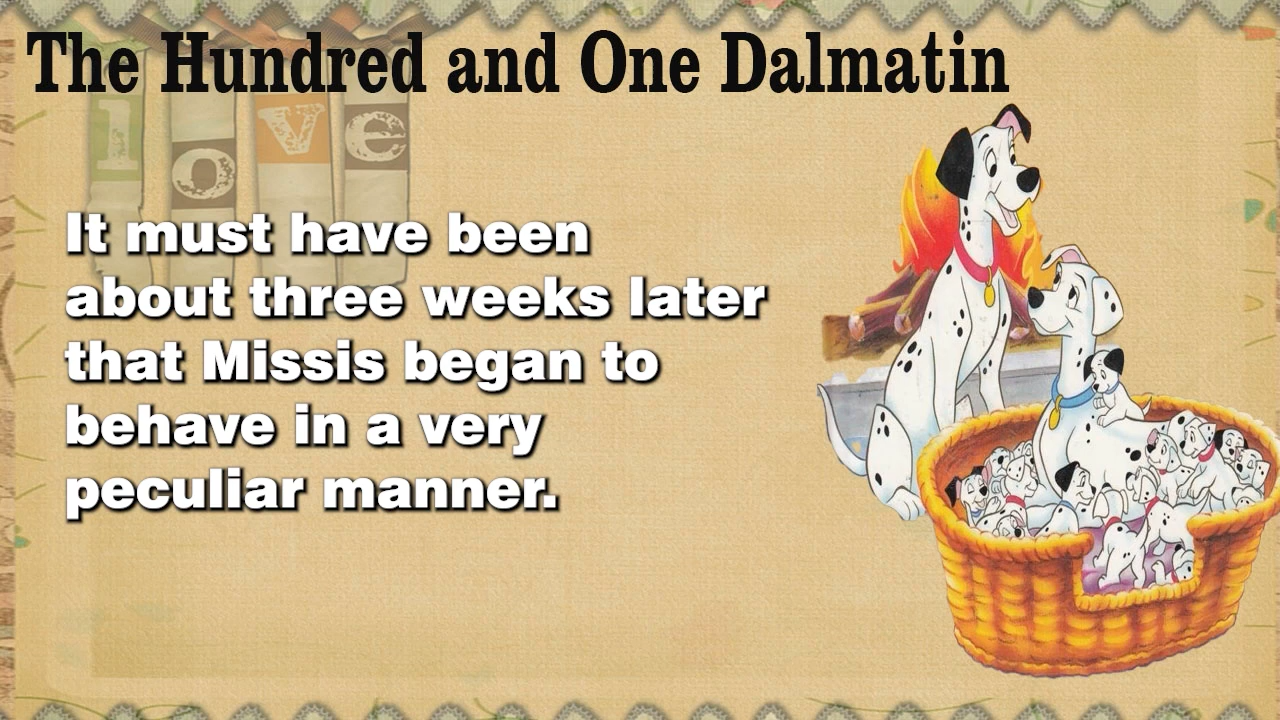 The Hundred and One Dalmatin
love
It must have been
about three weeks later
that Missis began to
behave in a very
peculiar manner.